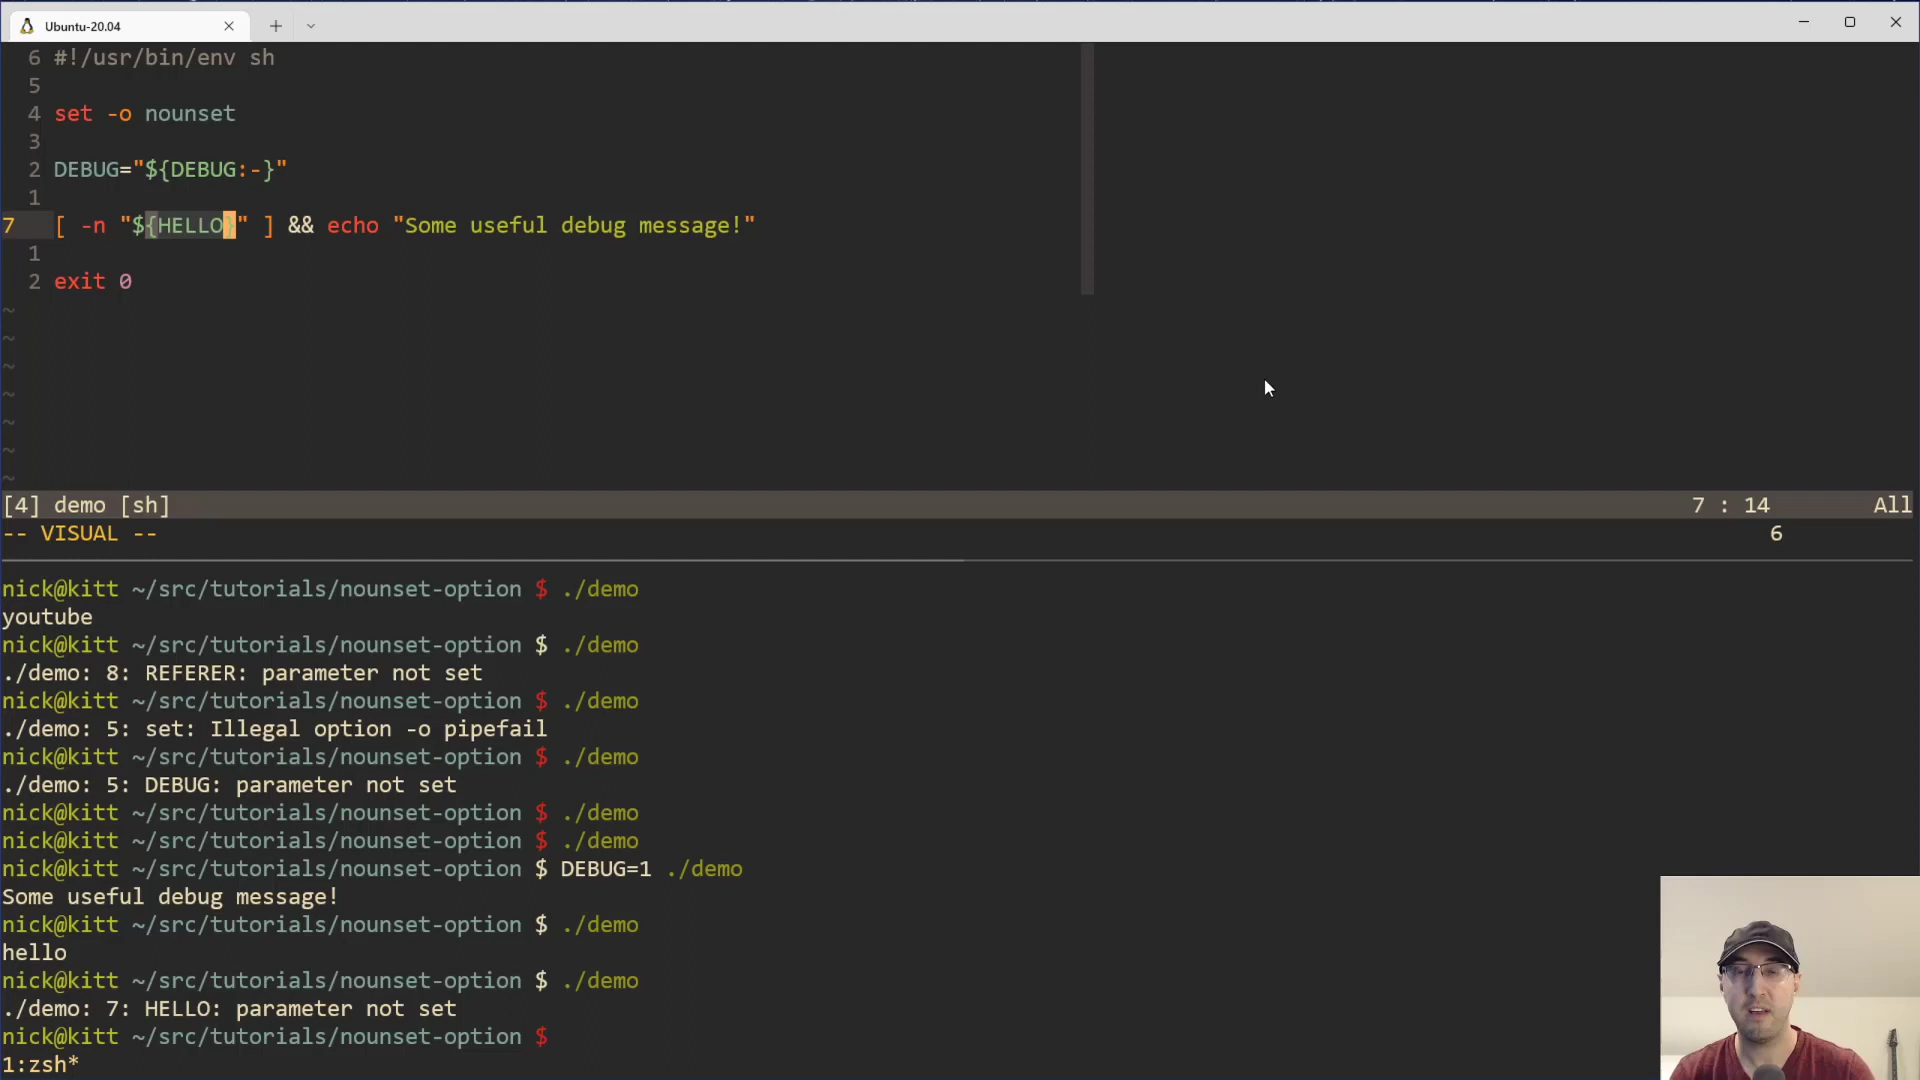 Ubuntu-20.04
6 #!/usr/bin/env sh
5
4 set -o nounset
3
2 DEBUG="${DEBUG:-}"
1
7 [ -n "${HELLO}" ] && echo "Some useful debug message!"
1
2 exit 0
~
~
~
~
~
~
~
[4] demo [sh] 7 : 14 All
-- VISUAL -- 6
nick@kitt ~/src/tutorials/nounset-option $ ./demo
youtube
nick@kitt ~/src/tutorials/nounset-option $ ./demo
./demo: 8: REFERER: parameter not set
nick@kitt ~/src/tutorials/nounset-option $ ./demo
./demo: 5: set: Illegal option -o pipefail
nick@kitt ~/src/tutorials/nounset-option $ ./demo
./demo: 5: DEBUG: parameter not set
nick@kitt ~/src/tutorials/nounset-option $ ./demo
nick@kitt ~/src/tutorials/nounset-option $ ./demo
nick@kitt ~/src/tutorials/nounset-option $ DEBUG=1 ./demo
Some useful debug message!
nick@kitt ~/src/tutorials/nounset-option $ ./demo
hello
nick@kitt ~/src/tutorials/nounset-option $ ./demo
./demo: 7: HELLO: parameter not set
nick@kitt ~/src/tutorials/nounset-option $
1:zsh*